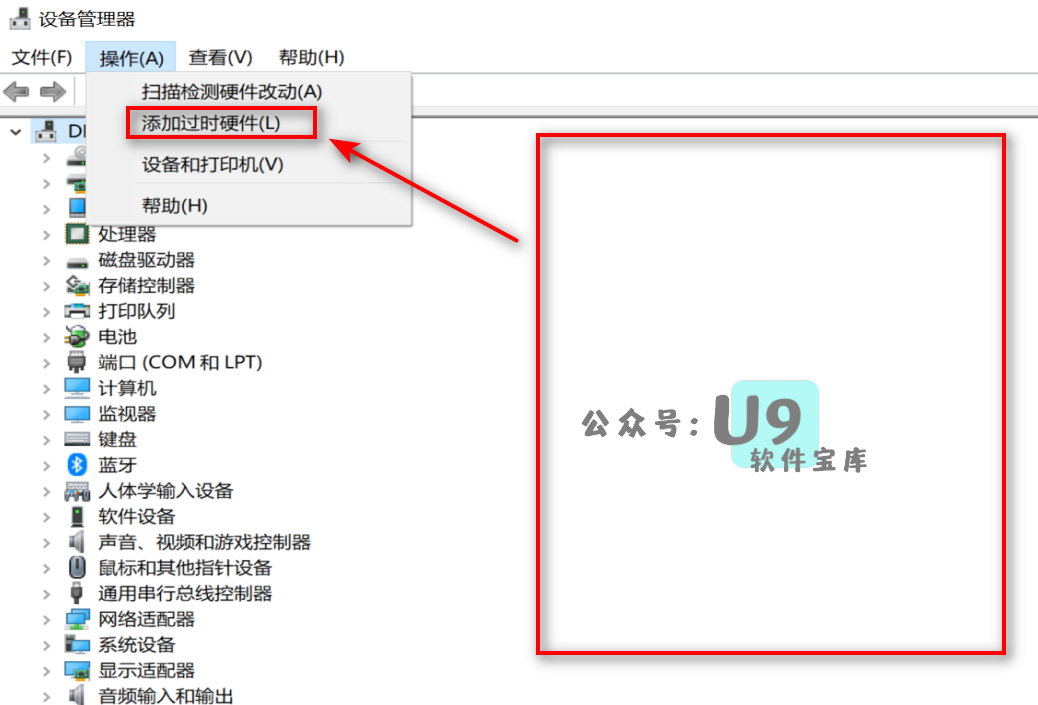 设备管理器
文件(F) 操作(A) 查看(V) 帮助(H)
扫描检测硬件改动(A)
添加过时硬件(L)
设备和打印机(V)
帮助(H)
处理器
磁盘驱动器
存储控制器
打印队列
电池
端口 (COM 和 LPT)
计算机
监视器
键盘
蓝牙
人体学输入设备
软件设备
声音、视频和游戏控制器
鼠标和其他指针设备
通用串行总线控制器
网络适配器
系统设备
显示适配器
音频输入和输出
公众号：U9
软件宝库